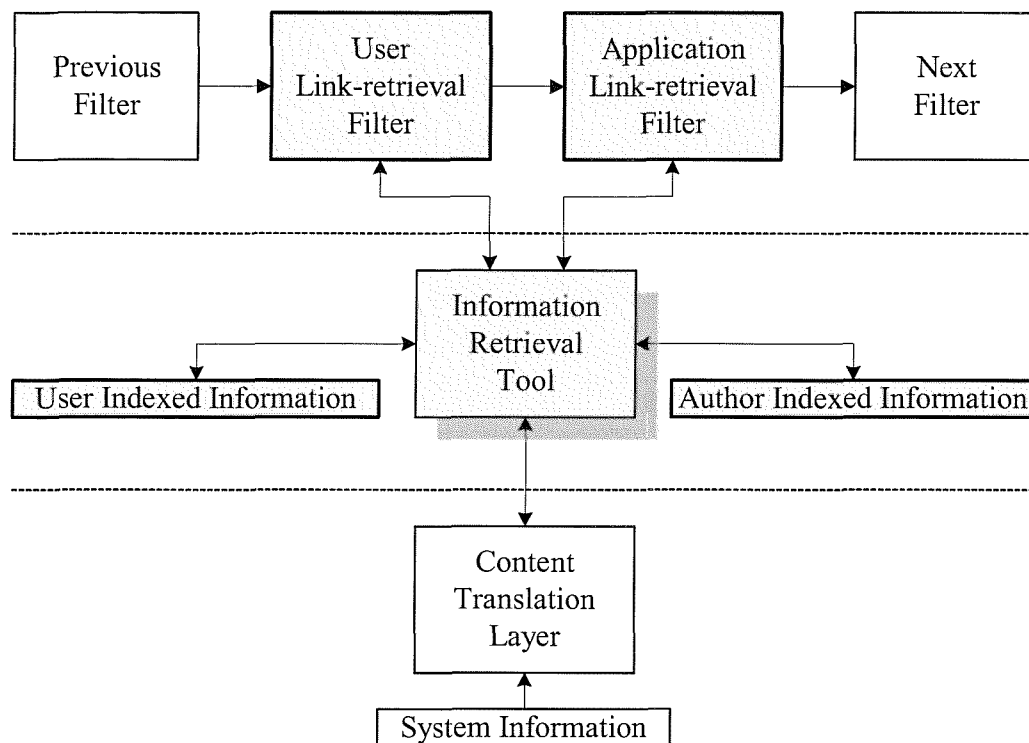 Previous
Filter
User
Link-retrieval
Filter
Application
Link-retrieval
Filter
Next
Filter
Information
Retrieval
Tool
User Indexed Information
Author Indexed Information
Content
Translation
Layer
System Information